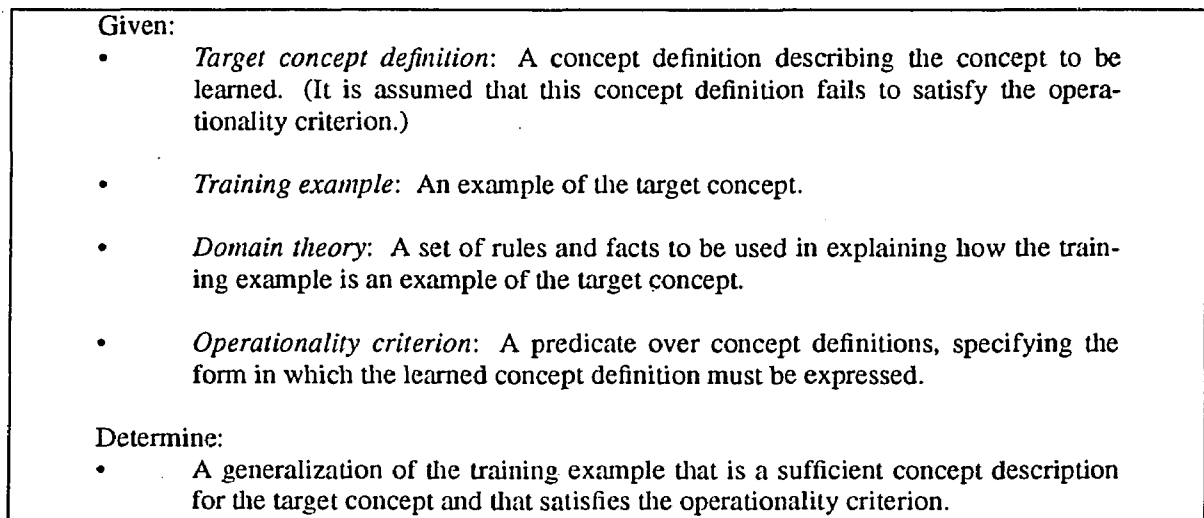 Given:
• Target concept definition: A concept definition describing the concept to be
learned. (It is assumed that this concept definition fails to satisfy the opera-
tionality criterion.)
• Training example: An example of the target concept.
• Domain theory: A set of rules and facts to be used in explaining how the train-
ing example is an example of the target concept.
• Operationality criterion: A predicate over concept definitions, specifying the
form in which the learned concept definition must be expressed.
Determine:
• A generalization of the training example that is a sufficient concept description
for the target concept and that satisfies the operationality criterion.